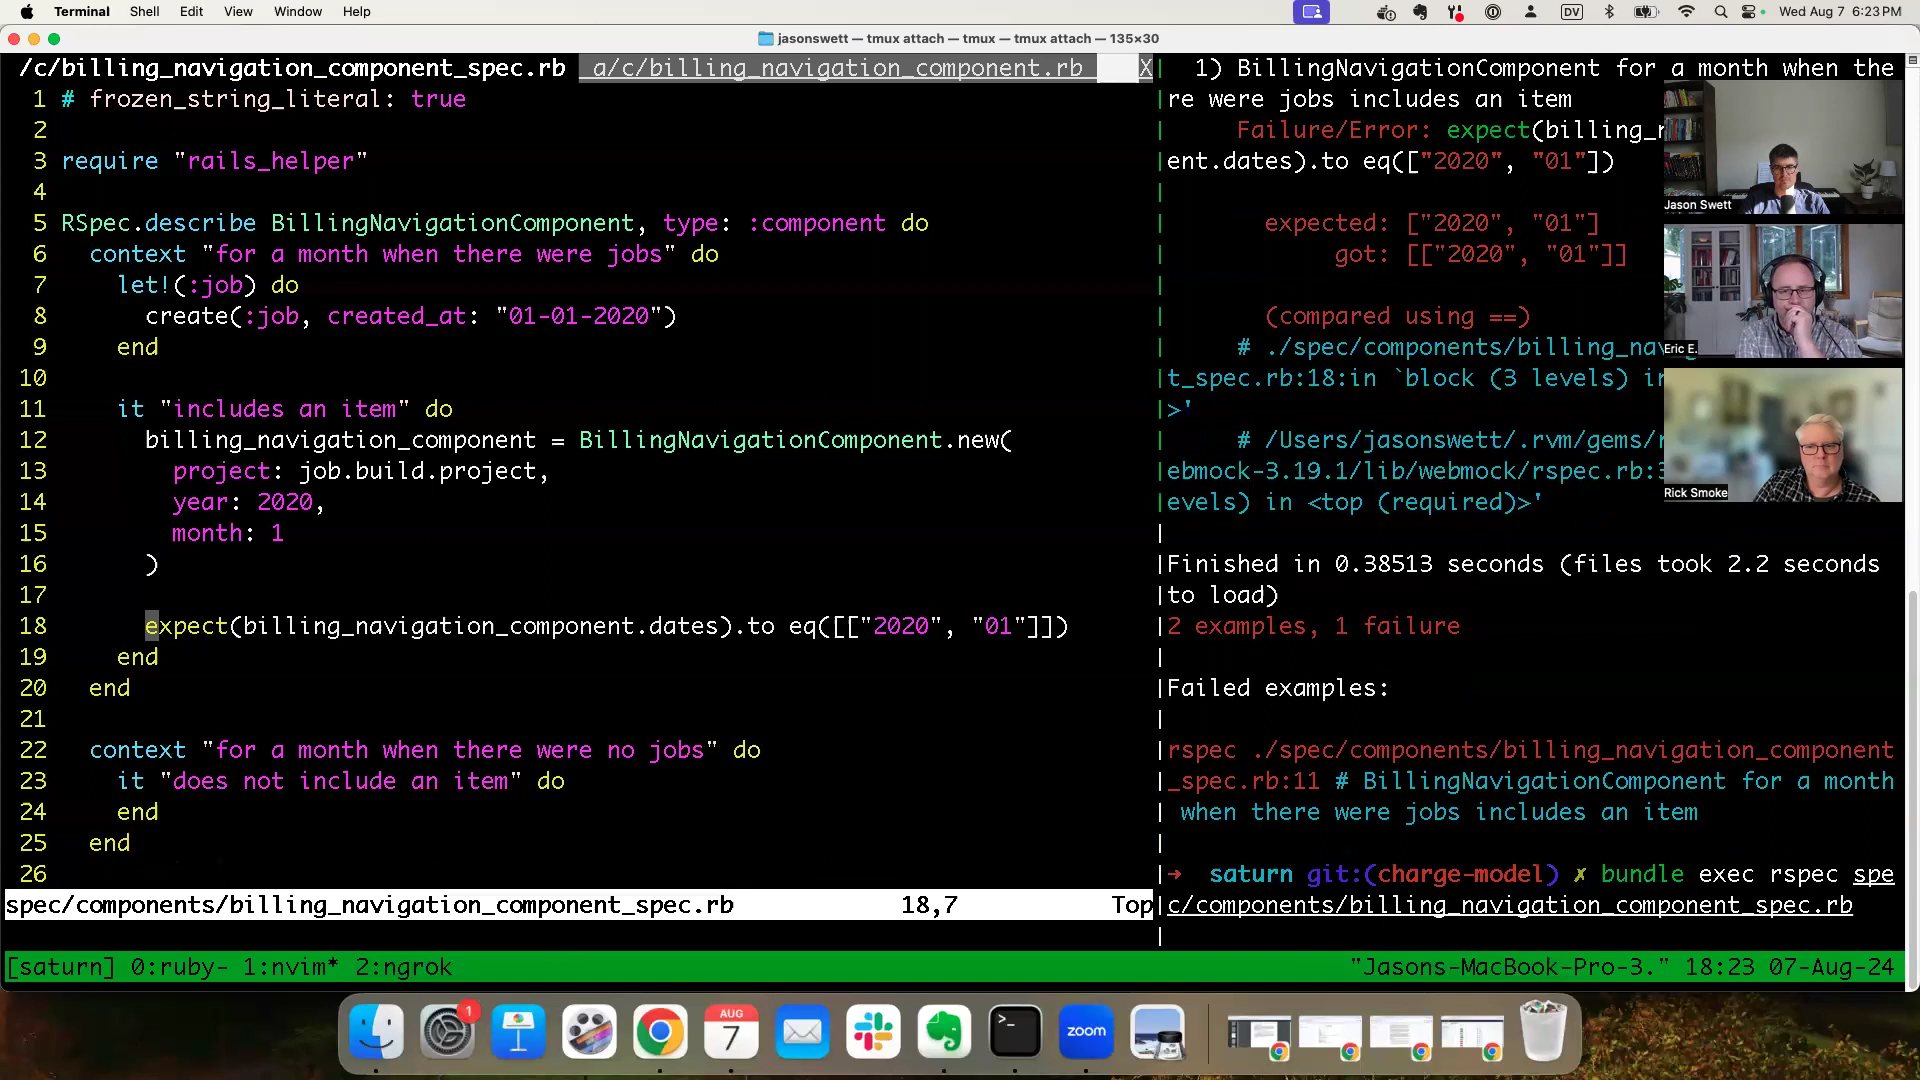 Terminal Shell Edit View Window Help
DV Wed Aug 7 6:23 PM
jasonswett — tmux attach — tmux — tmux attach — 135×30
/c/billing_navigation_component_spec.rb a/c/billing_navigation_component.rb X
1 # frozen_string_literal: true
2
3 require "rails_helper"
4
5 RSpec.describe BillingNavigationComponent, type: :component do
6 context "for a month when there were jobs" do
7 let!(:job) do
8 create(:job, created_at: "01-01-2020")
9 end
10
11 it "includes an item" do
12 billing_navigation_component = BillingNavigationComponent.new(
13 project: job.build.project,
14 year: 2020,
15 month: 1
16 )
17
18 expect(billing_navigation_component.dates).to eq([["2020", "01"]])
19 end
20 end
21
22 context "for a month when there were no jobs" do
23 it "does not include an item" do
24 end
25 end
26
spec/components/billing_navigation_component_spec.rb 18,7 Top
1) BillingNavigationComponent for a month when the
re were jobs includes an item
Failure/Error: expect(billing_
ent.dates).to eq(["2020", "01"])
expected: ["2020", "01"]
got: [["2020", "01"]]
(compared using ==)
# ./spec/components/billing_na
t_spec.rb:18:in `block (3 levels) i
>'
# /Users/jasonswett/.rvm/gems/
ebmock-3.19.1/lib/webmock/rspec.rb:
evels) in <top (required)>'
Finished in 0.38513 seconds (files took 2.2 seconds
to load)
2 examples, 1 failure
Failed examples:
rspec ./spec/components/billing_navigation_component
_spec.rb:11 # BillingNavigationComponent for a month
when there were jobs includes an item
➜ saturn git:(charge-model) ✗ bundle exec rspec spe
c/components/billing_navigation_component_spec.rb
Jason Swett
Eric E.
Rick Smoke
[saturn] 0:ruby- 1:nvim* 2:ngrok "Jasons-MacBook-Pro-3." 18:23 07-Aug-24
1
AUG
7
>_
zoom